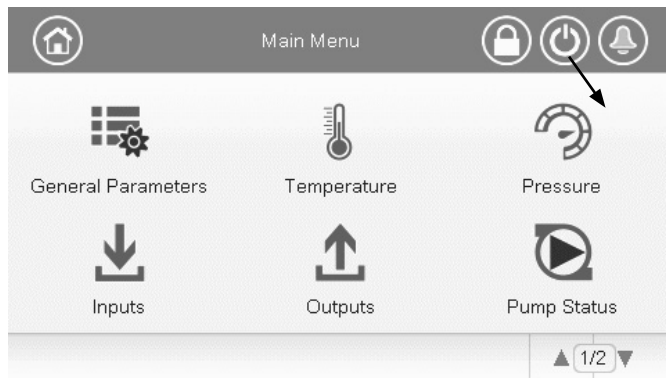 Main Menu
General Parameters
Temperature
Pressure
Inputs
Outputs
Pump Status
1/2